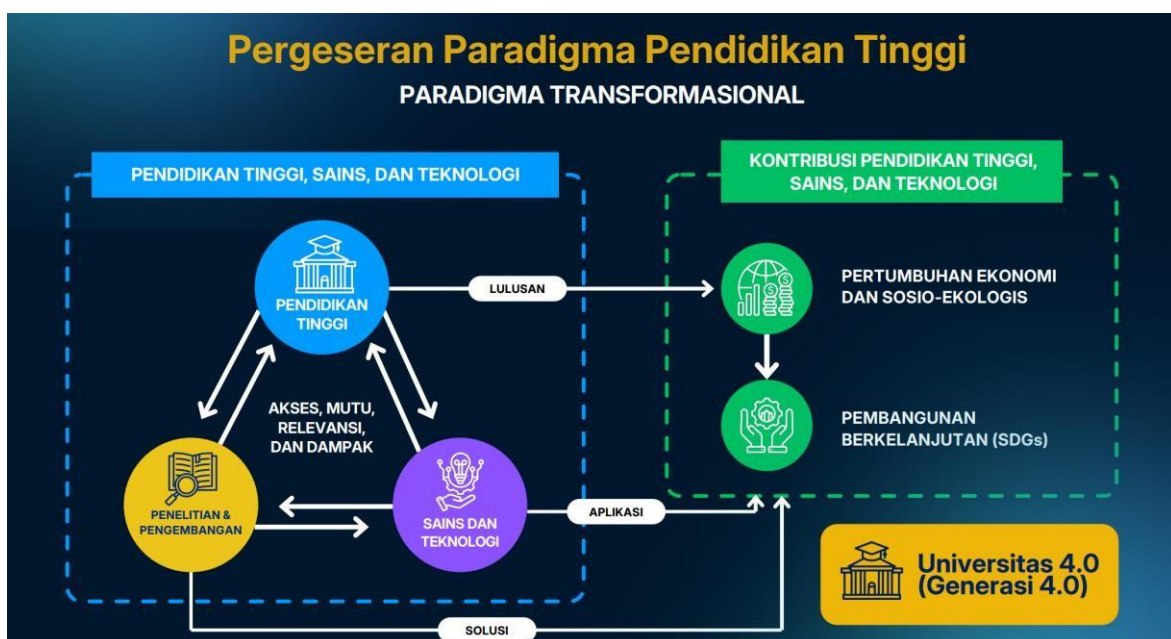 Pergeseran Paradigma Pendidikan Tinggi
PARADIGMA TRANSFORMASIONAL
PENDIDIKAN TINGGI, SAINS, DAN TEKNOLOGI
PENDIDIKAN
TINGGI
AKSES, MUTU,
RELEVANSI,
DAN DAMPAK
PENELITIAN &
PENGEMBANGAN
SAINS DAN
TEKNOLOGI
LULUSAN
APLIKASI
SOLUSI
KONTRIBUSI PENDIDIKAN TINGGI,
SAINS, DAN TEKNOLOGI
PERTUMBUHAN EKONOMI
DAN SOSIO-EKOLOGIS
PEMBANGUNAN
BERKELANJUTAN (SDGs)
Universitas 4.0
(Generasi 4.0)